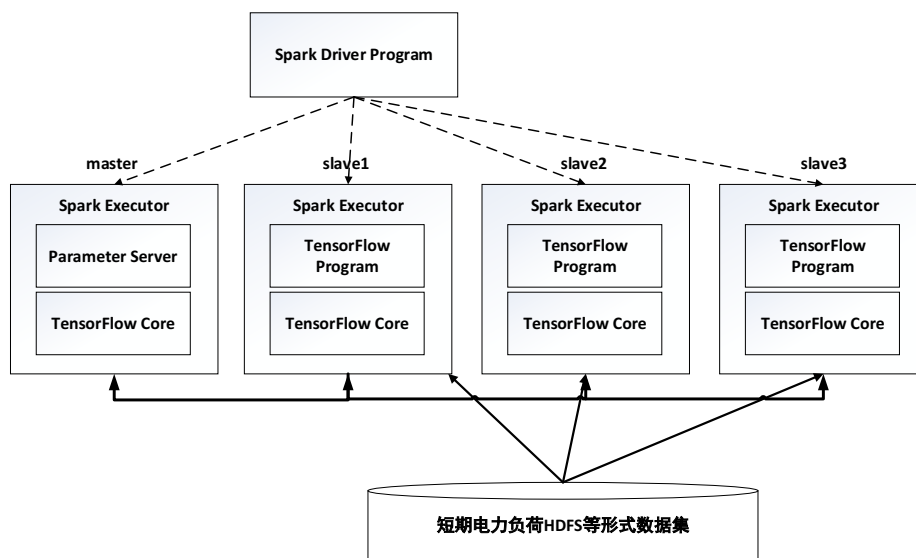 Spark Driver Program
master
slave1
slave2
slave3
Spark Executor
Spark Executor
Spark Executor
Spark Executor
Parameter Server
TensorFlow
Program
TensorFlow
Program
TensorFlow
Program
TensorFlow Core
TensorFlow Core
TensorFlow Core
TensorFlow Core
短期电力负荷HDFS等形式数据集